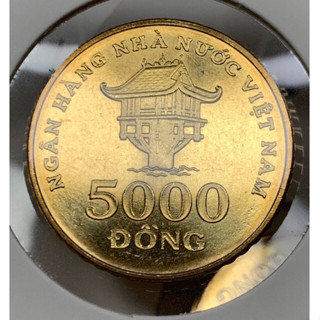 NGÂN HÀNG NHÀ NƯỚC VIỆT NAM
5000
ĐỒNG